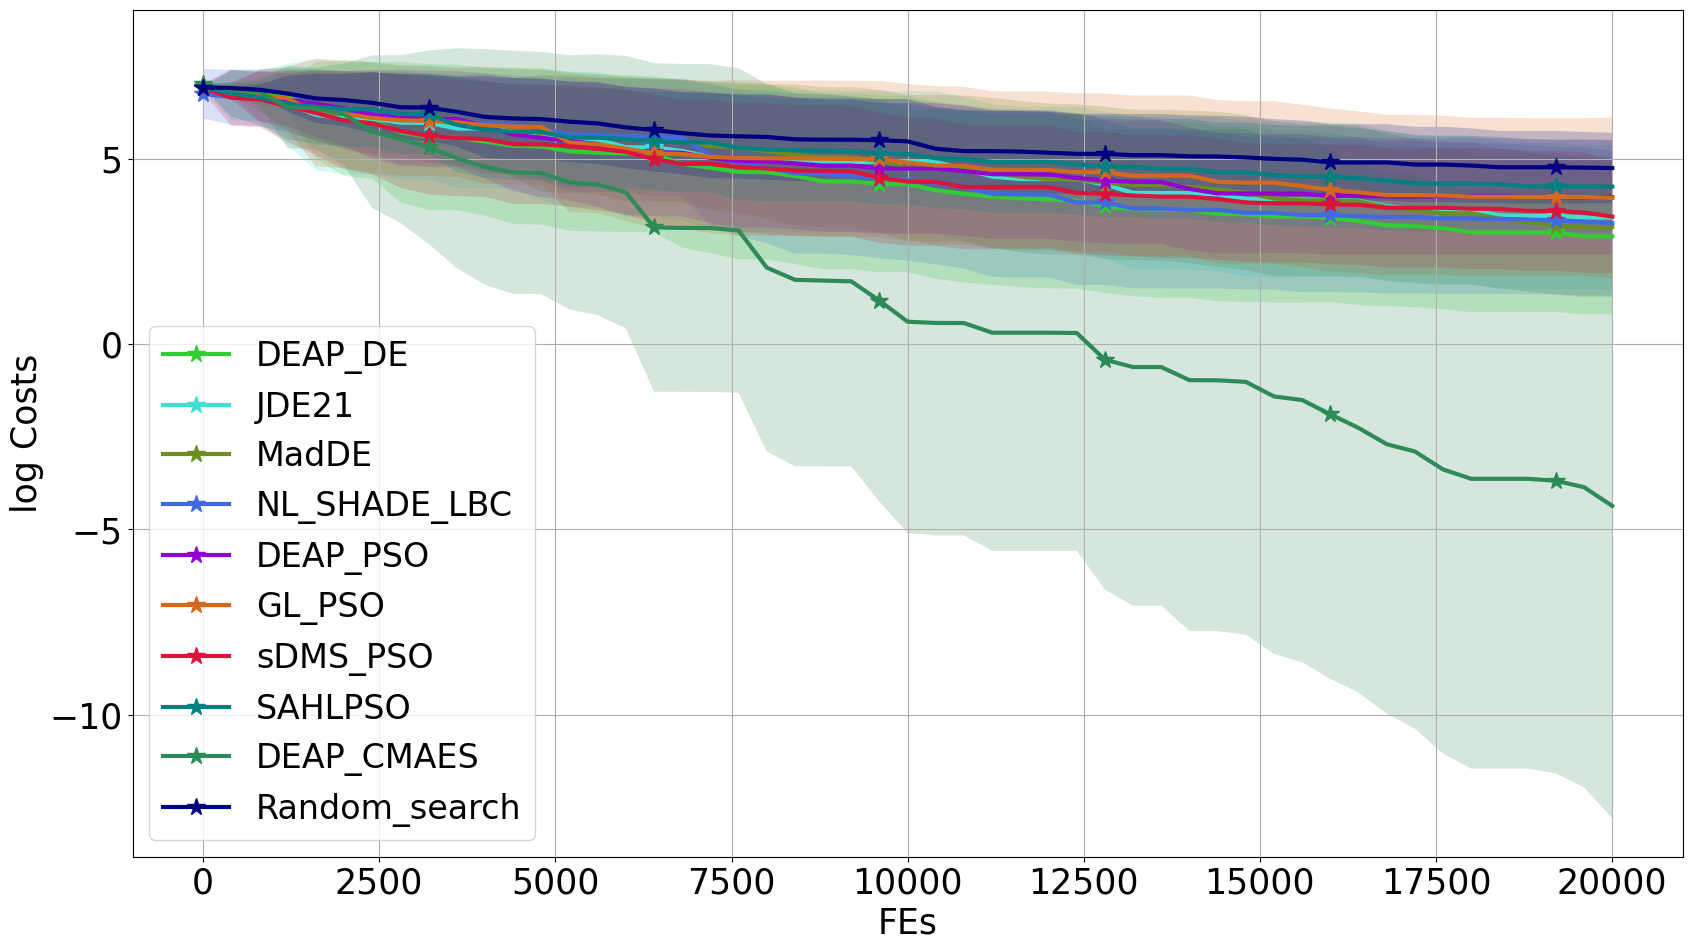 log Costs
5
0
−5
−10
DEAP_DE
JDE21
MadDE
NL_SHADE_LBC
DEAP_PSO
GL_PSO
sDMS_PSO
SAHLPSO
DEAP_CMAES
Random_search
0 2500 5000 7500 10000 12500 15000 17500 20000
FEs